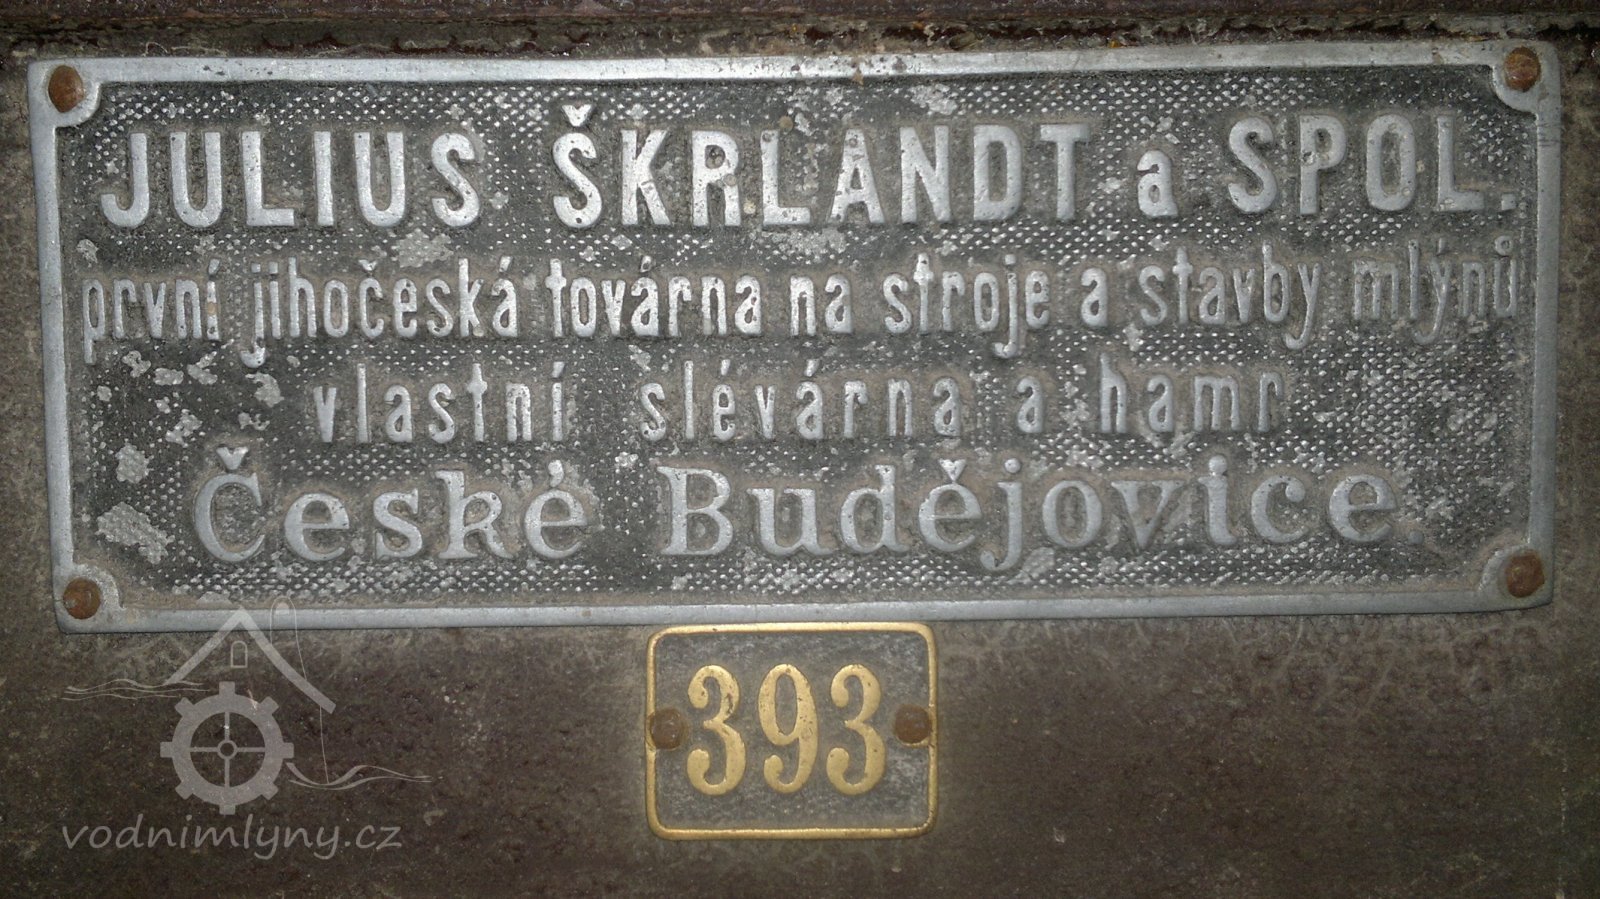 JULIUS ŠKRLANDT a SPOL.
první jihočeská továrna na stroje a stavby mlýnů
vlastní slévárna a hamr
České Budějovice.
393
vodnimlyny.cz